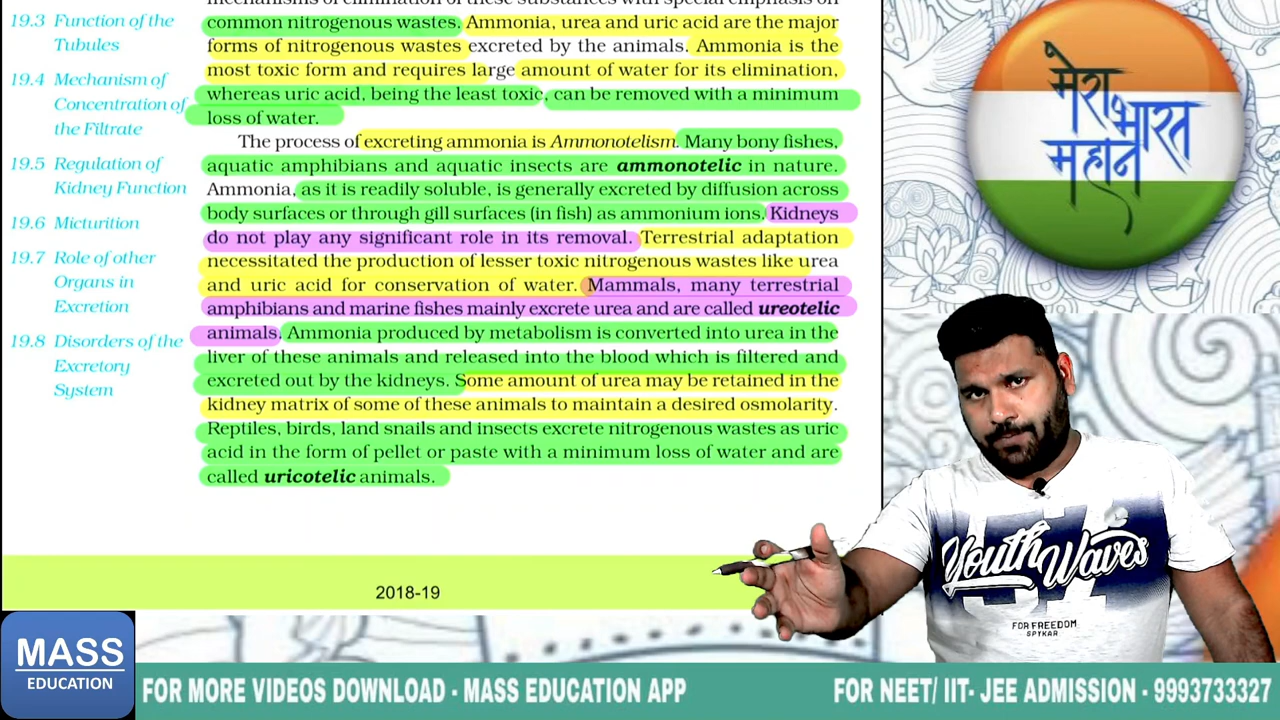 mechanisms of elimination of these substances with special emphasis on
common nitrogenous wastes. Ammonia, urea and uric acid are the major
forms of nitrogenous wastes excreted by the animals. Ammonia is the
most toxic form and requires large amount of water for its elimination,
whereas uric acid, being the least toxic, can be removed with a minimum
loss of water.
The process of excreting ammonia is Ammonotelism. Many bony fishes,
aquatic amphibians and aquatic insects are ammonotelic in nature.
Ammonia, as it is readily soluble, is generally excreted by diffusion across
body surfaces or through gill surfaces (in fish) as ammonium ions. Kidneys
do not play any significant role in its removal. Terrestrial adaptation
necessitated the production of lesser toxic nitrogenous wastes like urea
and uric acid for conservation of water. Mammals, many terrestrial
amphibians and marine fishes mainly excrete urea and are called ureotelic
animals. Ammonia produced by metabolism is converted into urea in the
liver of these animals and released into the blood which is filtered and
excreted out by the kidneys. Some amount of urea may be retained in the
kidney matrix of some of these animals to maintain a desired osmolarity.
Reptiles, birds, land snails and insects excrete nitrogenous wastes as uric
acid in the form of pellet or paste with a minimum loss of water and are
called uricotelic animals.
19.3 Function of the
Tubules
19.4 Mechanism of
Concentration of
the Filtrate
19.5 Regulation of
Kidney Function
19.6 Micturition
19.7 Role of other
Organs in
Excretion
19.8 Disorders of the
Excretory
System
2018-19
मेरा
भारत
महान
Youth Waves
FOR FREEDOM
SPYKAR
MASS
EDUCATION
FOR MORE VIDEOS DOWNLOAD - MASS EDUCATION APP
FOR NEET/ IIT- JEE ADMISSION - 9993733327